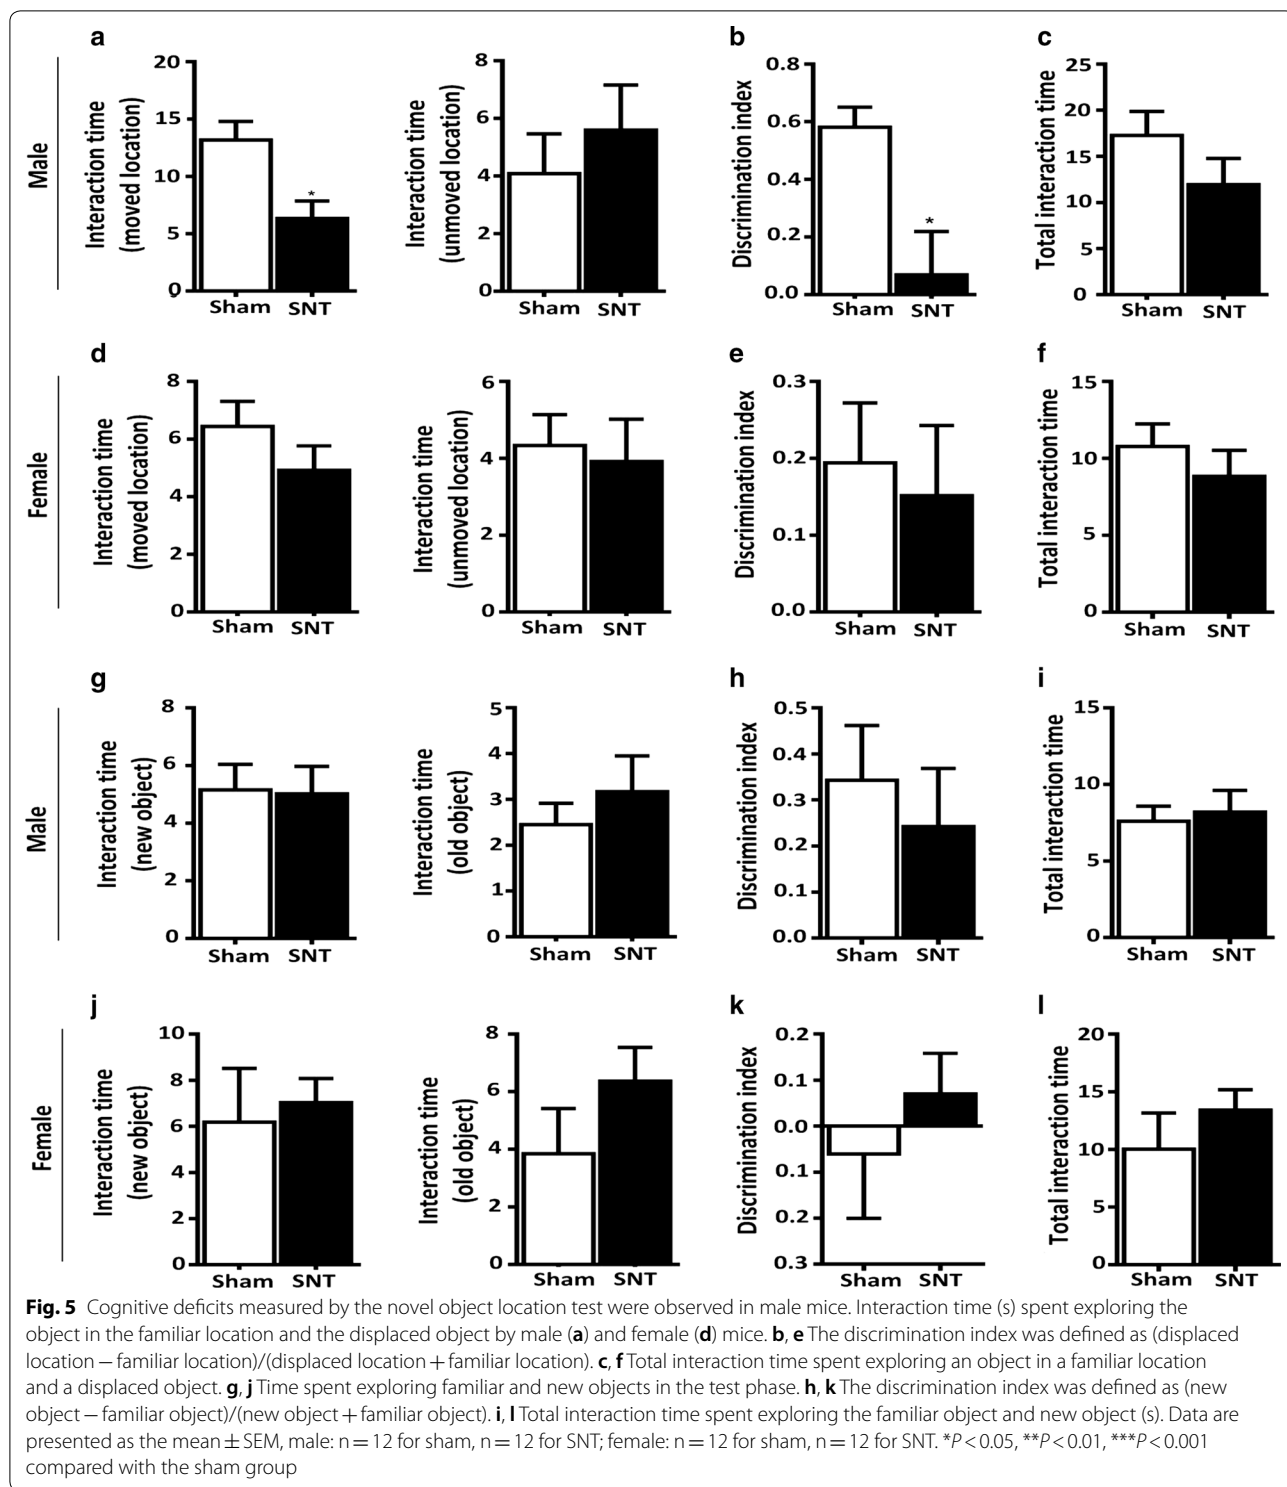 a
b
c
Male
Interaction time
(moved location)
20
15
10
5
0
*
Sham SNT
Interaction time
(unmoved location)
8
6
4
2
0
Sham SNT
Discrimination index
0.8
0.6
0.4
0.2
0.0
*
Sham SNT
Total interaction time
25
20
15
10
5
0
Sham SNT
d
e
f
Female
Interaction time
(moved location)
8
6
4
2
0
Sham SNT
Interaction time
(unmoved location)
6
4
2
0
Sham SNT
Discrimination index
0.3
0.2
0.1
0.0
Sham SNT
Total interaction time
15
10
5
0
Sham SNT
g
h
i
Male
Interaction time
(new object)
8
6
4
2
0
Sham SNT
Interaction time
(old object)
5
4
3
2
1
0
Sham SNT
Discrimination index
0.5
0.4
0.3
0.2
0.1
0.0
Sham SNT
Total interaction time
15
10
5
0
Sham SNT
j
k
l
Female
Interaction time
(new object)
10
8
6
4
2
0
Sham SNT
Interaction time
(old object)
8
6
4
2
0
Sham SNT
Discrimination index
0.2
0.1
0.0
0.1
0.2
0.3
Sham SNT
Total interaction time
20
15
10
5
0
Sham SNT
Fig. 5 Cognitive deficits measured by the novel object location test were observed in male mice. Interaction time (s) spent exploring the
object in the familiar location and the displaced object by male (a) and female (d) mice. b, e The discrimination index was defined as (displaced
location − familiar location)/(displaced location + familiar location). c, f Total interaction time spent exploring an object in a familiar location
and a displaced object. g, j Time spent exploring familiar and new objects in the test phase. h, k The discrimination index was defined as (new
object − familiar object)/(new object + familiar object). i, l Total interaction time spent exploring the familiar object and new object (s). Data are
presented as the mean ± SEM, male: n = 12 for sham, n = 12 for SNT; female: n = 12 for sham, n = 12 for SNT. *P < 0.05, **P < 0.01, ***P < 0.001
compared with the sham group